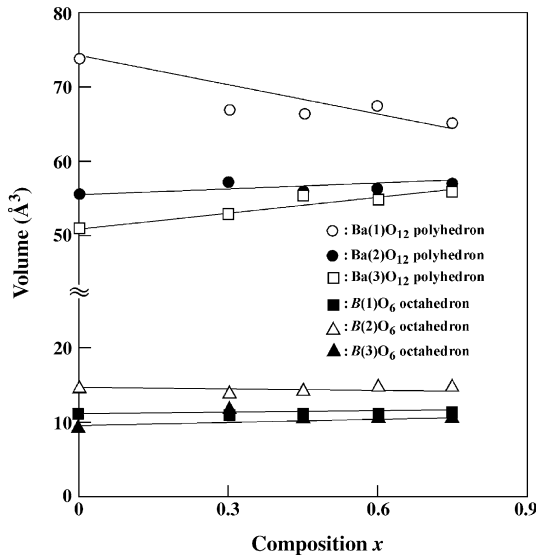 80
70
60
50
20
10
0
Volume (Å³)
○ : Ba(1)O₁₂ polyhedron
● : Ba(2)O₁₂ polyhedron
□ : Ba(3)O₁₂ polyhedron
■ : B(1)O₆ octahedron
△ : B(2)O₆ octahedron
▲ : B(3)O₆ octahedron
0 0.3 0.6 0.9
Composition x